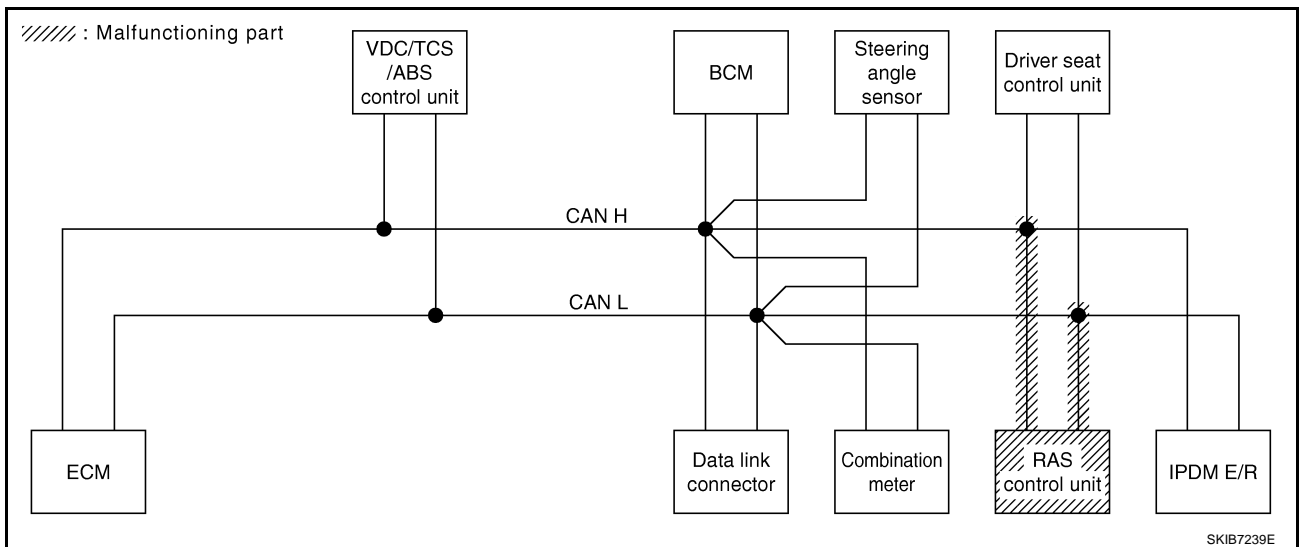 : Malfunctioning part
VDC/TCS
/ABS
control unit
BCM
Steering
angle
sensor
Driver seat
control unit
CAN H
CAN L
ECM
Data link
connector
Combination
meter
RAS
control unit
IPDM E/R
SKIB7239E